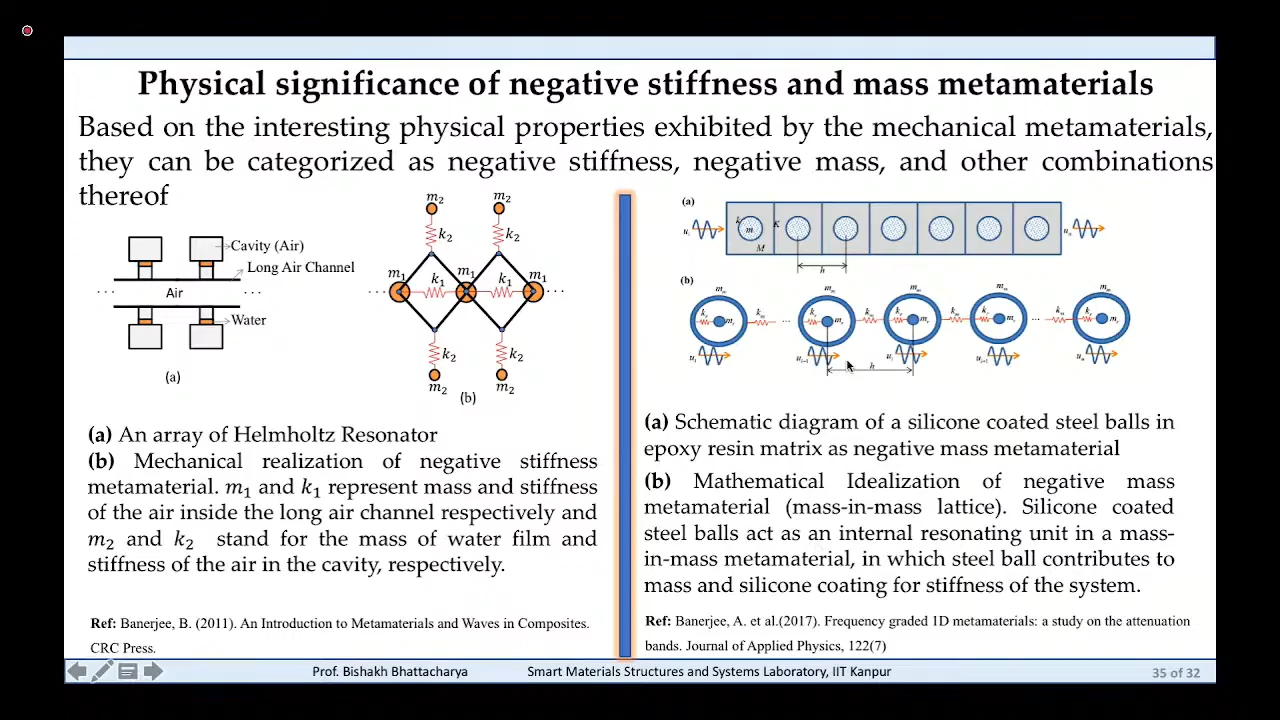 Physical significance of negative stiffness and mass metamaterials
Based on the interesting physical properties exhibited by the mechanical metamaterials,
they can be categorized as negative stiffness, negative mass, and other combinations
thereof
Cavity (Air)
Long Air Channel
Air
Water
(a)
m₂ m₂
k₂ k₂
m₁ m₁ m₁
k₁ k₁
k₂ k₂
m₂ m₂
(b)
(a) An array of Helmholtz Resonator
(b) Mechanical realization of negative stiffness
metamaterial. m₁ and k₁ represent mass and stiffness
of the air inside the long air channel respectively and
m₂ and k₂ stand for the mass of water film and
stiffness of the air in the cavity, respectively.
Ref: Banerjee, B. (2011). An Introduction to Metamaterials and Waves in Composites.
CRC Press.
(a)
k m K
M
h
(b)
h
(a) Schematic diagram of a silicone coated steel balls in
epoxy resin matrix as negative mass metamaterial
(b) Mathematical Idealization of negative mass
metamaterial (mass-in-mass lattice). Silicone coated
steel balls act as an internal resonating unit in a mass-
in-mass metamaterial, in which steel ball contributes to
mass and silicone coating for stiffness of the system.
Ref: Banerjee, A. et al.(2017). Frequency graded 1D metamaterials: a study on the attenuation
bands. Journal of Applied Physics, 122(7)
Prof. Bishakh Bhattacharya Smart Materials Structures and Systems Laboratory, IIT Kanpur 35 of 32